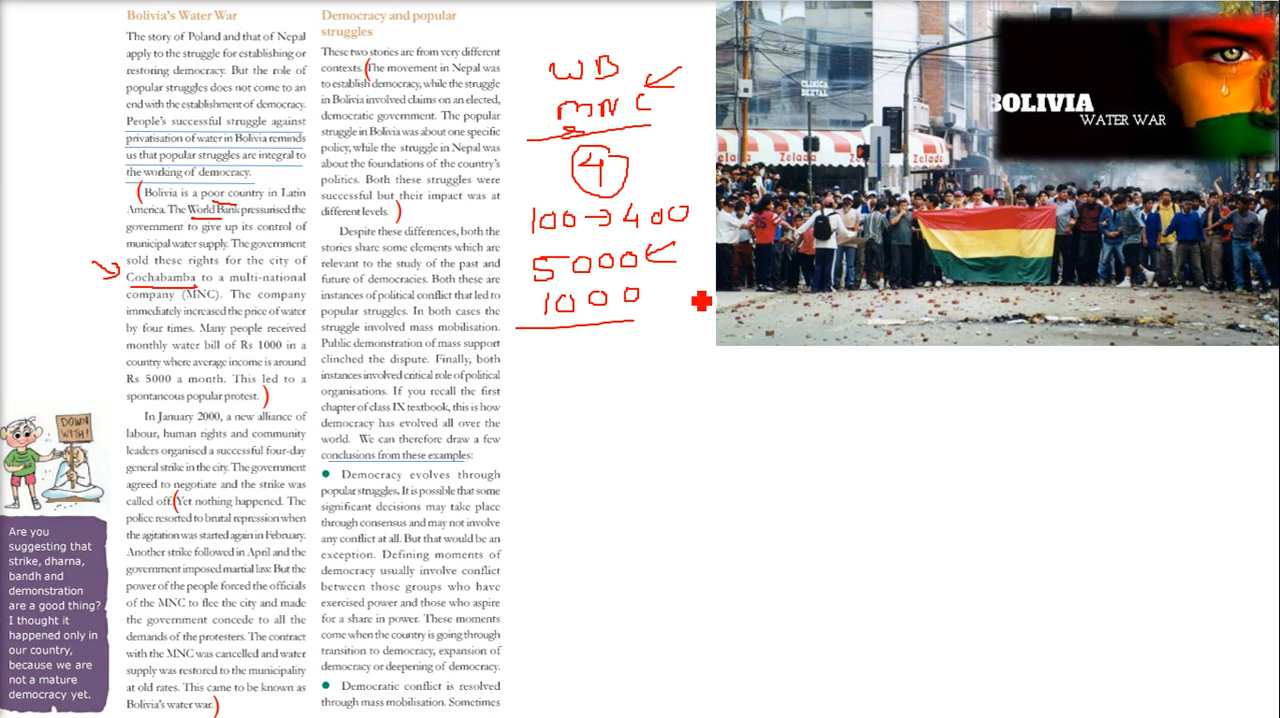 Bolivia's Water War
The story of Poland and that of Nepal
apply to the struggle for establishing or
restoring democracy. But the role of
popular struggles does not come to an
end with the establishment of democracy.
People's successful struggle against
privatisation of water in Bolivia reminds
us that popular struggles are integral to
the working of democracy.
Bolivia is a poor country in Latin
America. The World Bank pressurised the
government to give up its control of
municipal water supply. The government
sold these rights for the city of
Cochabamba to a multi-national
company (MNC). The company
immediately increased the price of water
by four times. Many people received
monthly water bill of Rs 1000 in a
country where average income is around
Rs 5000 a month. This led to a
spontaneous popular protest.
In January 2000, a new alliance of
labour, human rights and community
leaders organised a successful four-day
general strike in the city. The government
agreed to negotiate and the strike was
called off. Yet nothing happened. The
police resorted to brutal repression when
the agitation was started again in February.
Another strike followed in April and the
government imposed martial law. But the
power of the people forced the officials
of the MNC to flee the city and made
the government concede to all the
demands of the protesters. The contract
with the MNC was cancelled and water
supply was restored to the municipality
at old rates. This came to be known as
Bolivia's water war.
DOWN
WITH!
Are you
suggesting that
strike, dharna,
bandh and
demonstration
are a good thing?
I thought it
happened only in
our country,
because we are
not a mature
democracy yet.
Democracy and popular
struggles
These two stories are from very different
contexts. The movement in Nepal was
to establish democracy, while the struggle
in Bolivia involved claims on an elected,
democratic government. The popular
struggle in Bolivia was about one specific
policy, while the struggle in Nepal was
about the foundations of the country's
politics. Both these struggles were
successful but their impact was at
different levels.
Despite these differences, both the
stories share some elements which are
relevant to the study of the past and
future of democracies. Both these are
instances of political conflict that led to
popular struggles. In both cases the
struggle involved mass mobilisation.
Public demonstration of mass support
clinched the dispute. Finally, both
instances involved critical role of political
organisations. If you recall the first
chapter of class IX textbook, this is how
democracy has evolved all over the
world. We can therefore draw a few
conclusions from these examples:
● Democracy evolves through
popular struggles. It is possible that some
significant decisions may take place
through consensus and may not involve
any conflict at all. But that would be an
exception. Defining moments of
democracy usually involve conflict
between those groups who have
exercised power and those who aspire
for a share in power. These moments
come when the country is going through
transition to democracy, expansion of
democracy or deepening of democracy.
● Democratic conflict is resolved
through mass mobilisation. Sometimes
WB
MNC
4
100→400
5000
1000
BOLIVIA
WATER WAR
CLINICA
DENTAL
Zelada
Zelada